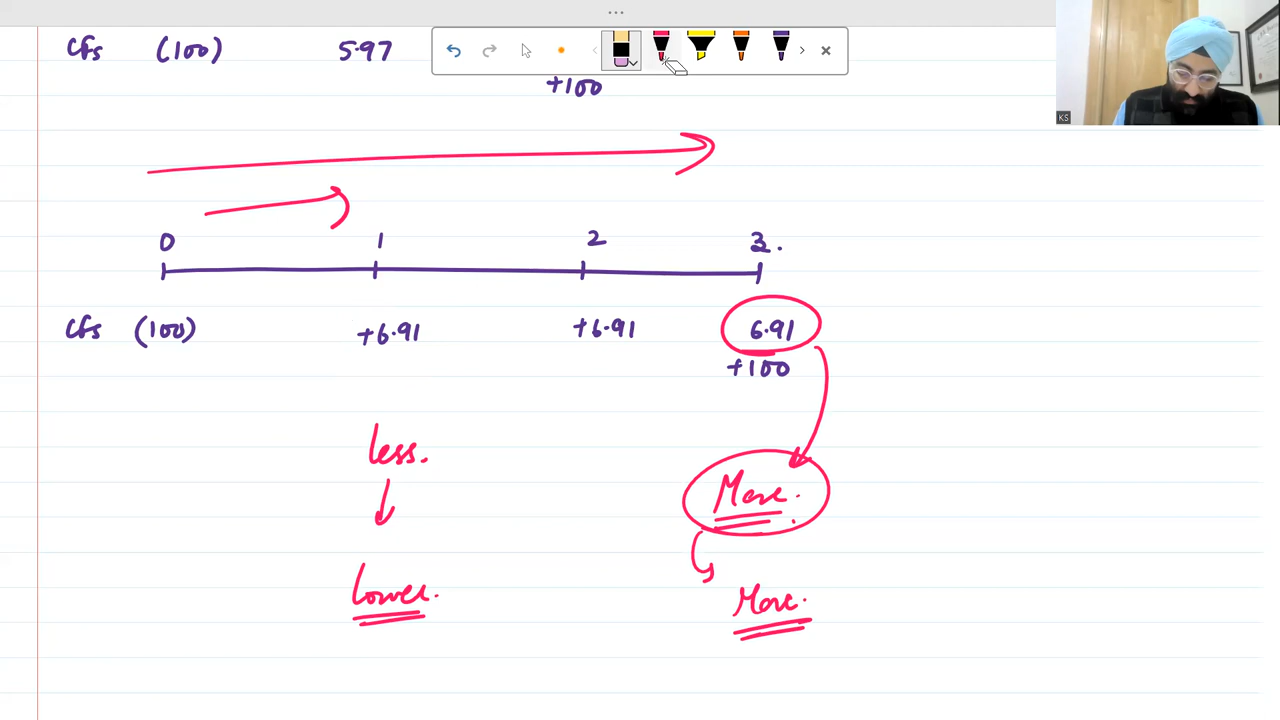 Cfs (100) 5.97
+100
0 1 2 3.
Cfs (100) +6.91 +6.91 6.91
+100
less.
More.
Lower.
More.
KS